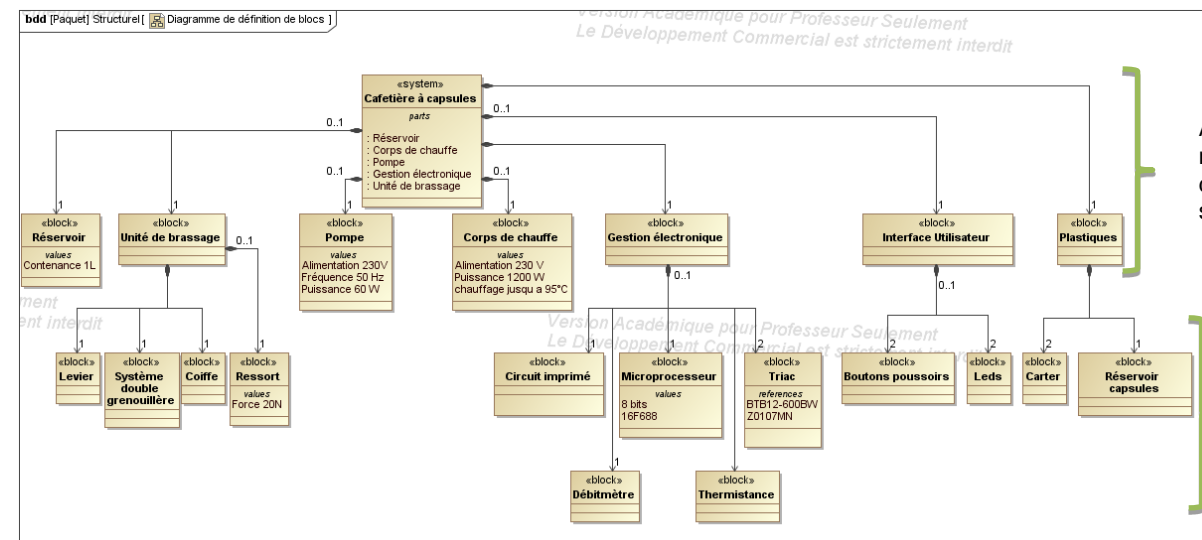 bdd [Paquet] Structurel [ Diagramme de définition de blocs ]
Version Académique pour Professeur Seulement
Le Développement Commercial est strictement interdit
«system»
Cafetière à capsules
parts
: Réservoir
: Corps de chauffe
: Pompe
: Gestion électronique
: Unité de brassage
0..1
0..1
0..1
0..1
1
1
1
1
1
1
1
«block»
Réservoir
values
Contenance 1L
«block»
Unité de brassage
0..1
«block»
Pompe
values
Alimentation 230V
Fréquence 50 Hz
Puissance 60 W
«block»
Corps de chauffe
values
Alimentation 230 V
Puissance 1200 W
chauffage jusqu a 95°C
«block»
Gestion électronique
0..1
«block»
Interface Utilisateur
0..1
«block»
Plastiques
ment
ent interdit
Version Académique pour Professeur Seulement
Le Développement Commercial est strictement inter
1
1
1
1
1
1
2
2
2
2
1
«block»
Levier
«block»
Système
double
grenouillère
«block»
Coiffe
«block»
Ressort
values
Force 20N
«block»
Circuit imprimé
«block»
Microprocesseur
values
8 bits
16F688
«block»
Triac
references
BTB12-600BW
Z0107MN
«block»
Boutons poussoirs
«block»
Leds
«block»
Carter
«block»
Réservoir
capsules
1
«block»
Débitmètre
«block»
Thermistance